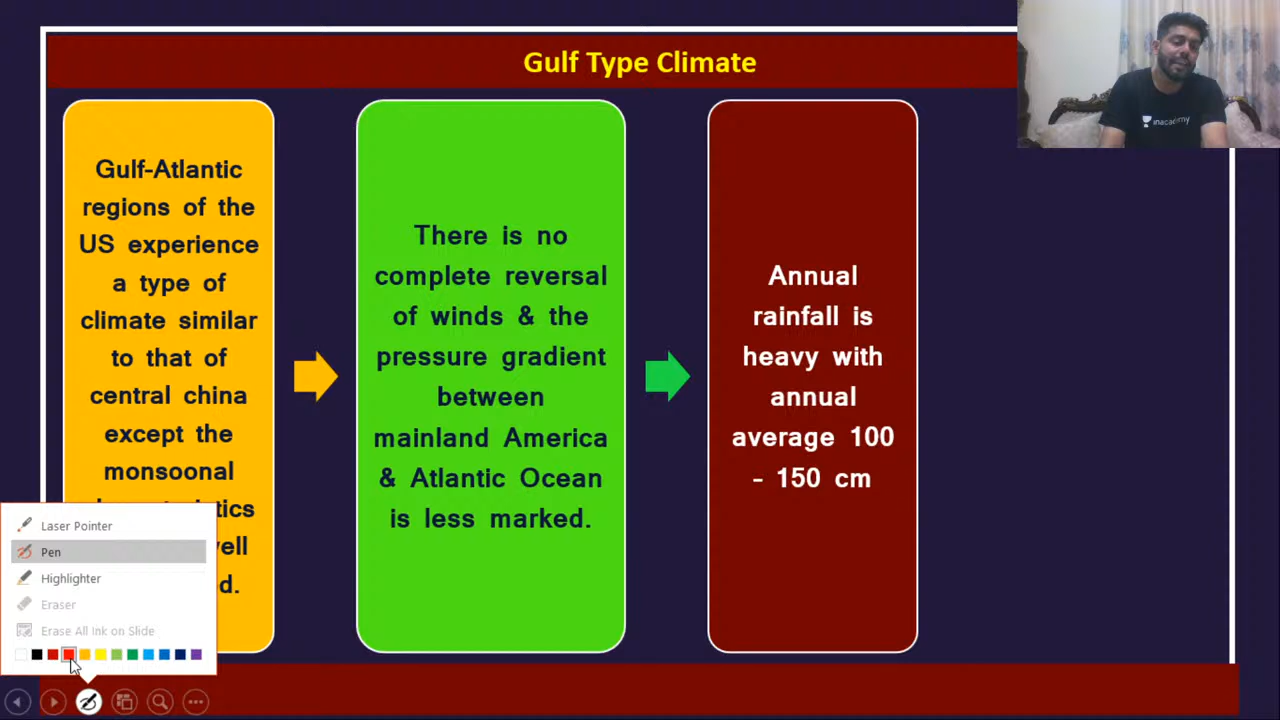 Gulf Type Climate
Gulf-Atlantic
regions of the
US experience
a type of
climate similar
to that of
central china
except the
monsoonal
There is no
complete reversal
of winds & the
pressure gradient
between
mainland America
& Atlantic Ocean
is less marked.
Annual
rainfall is
heavy with
annual
average 100
- 150 cm
Laser Pointer
Pen
Highlighter
Eraser
Erase All Ink on Slide